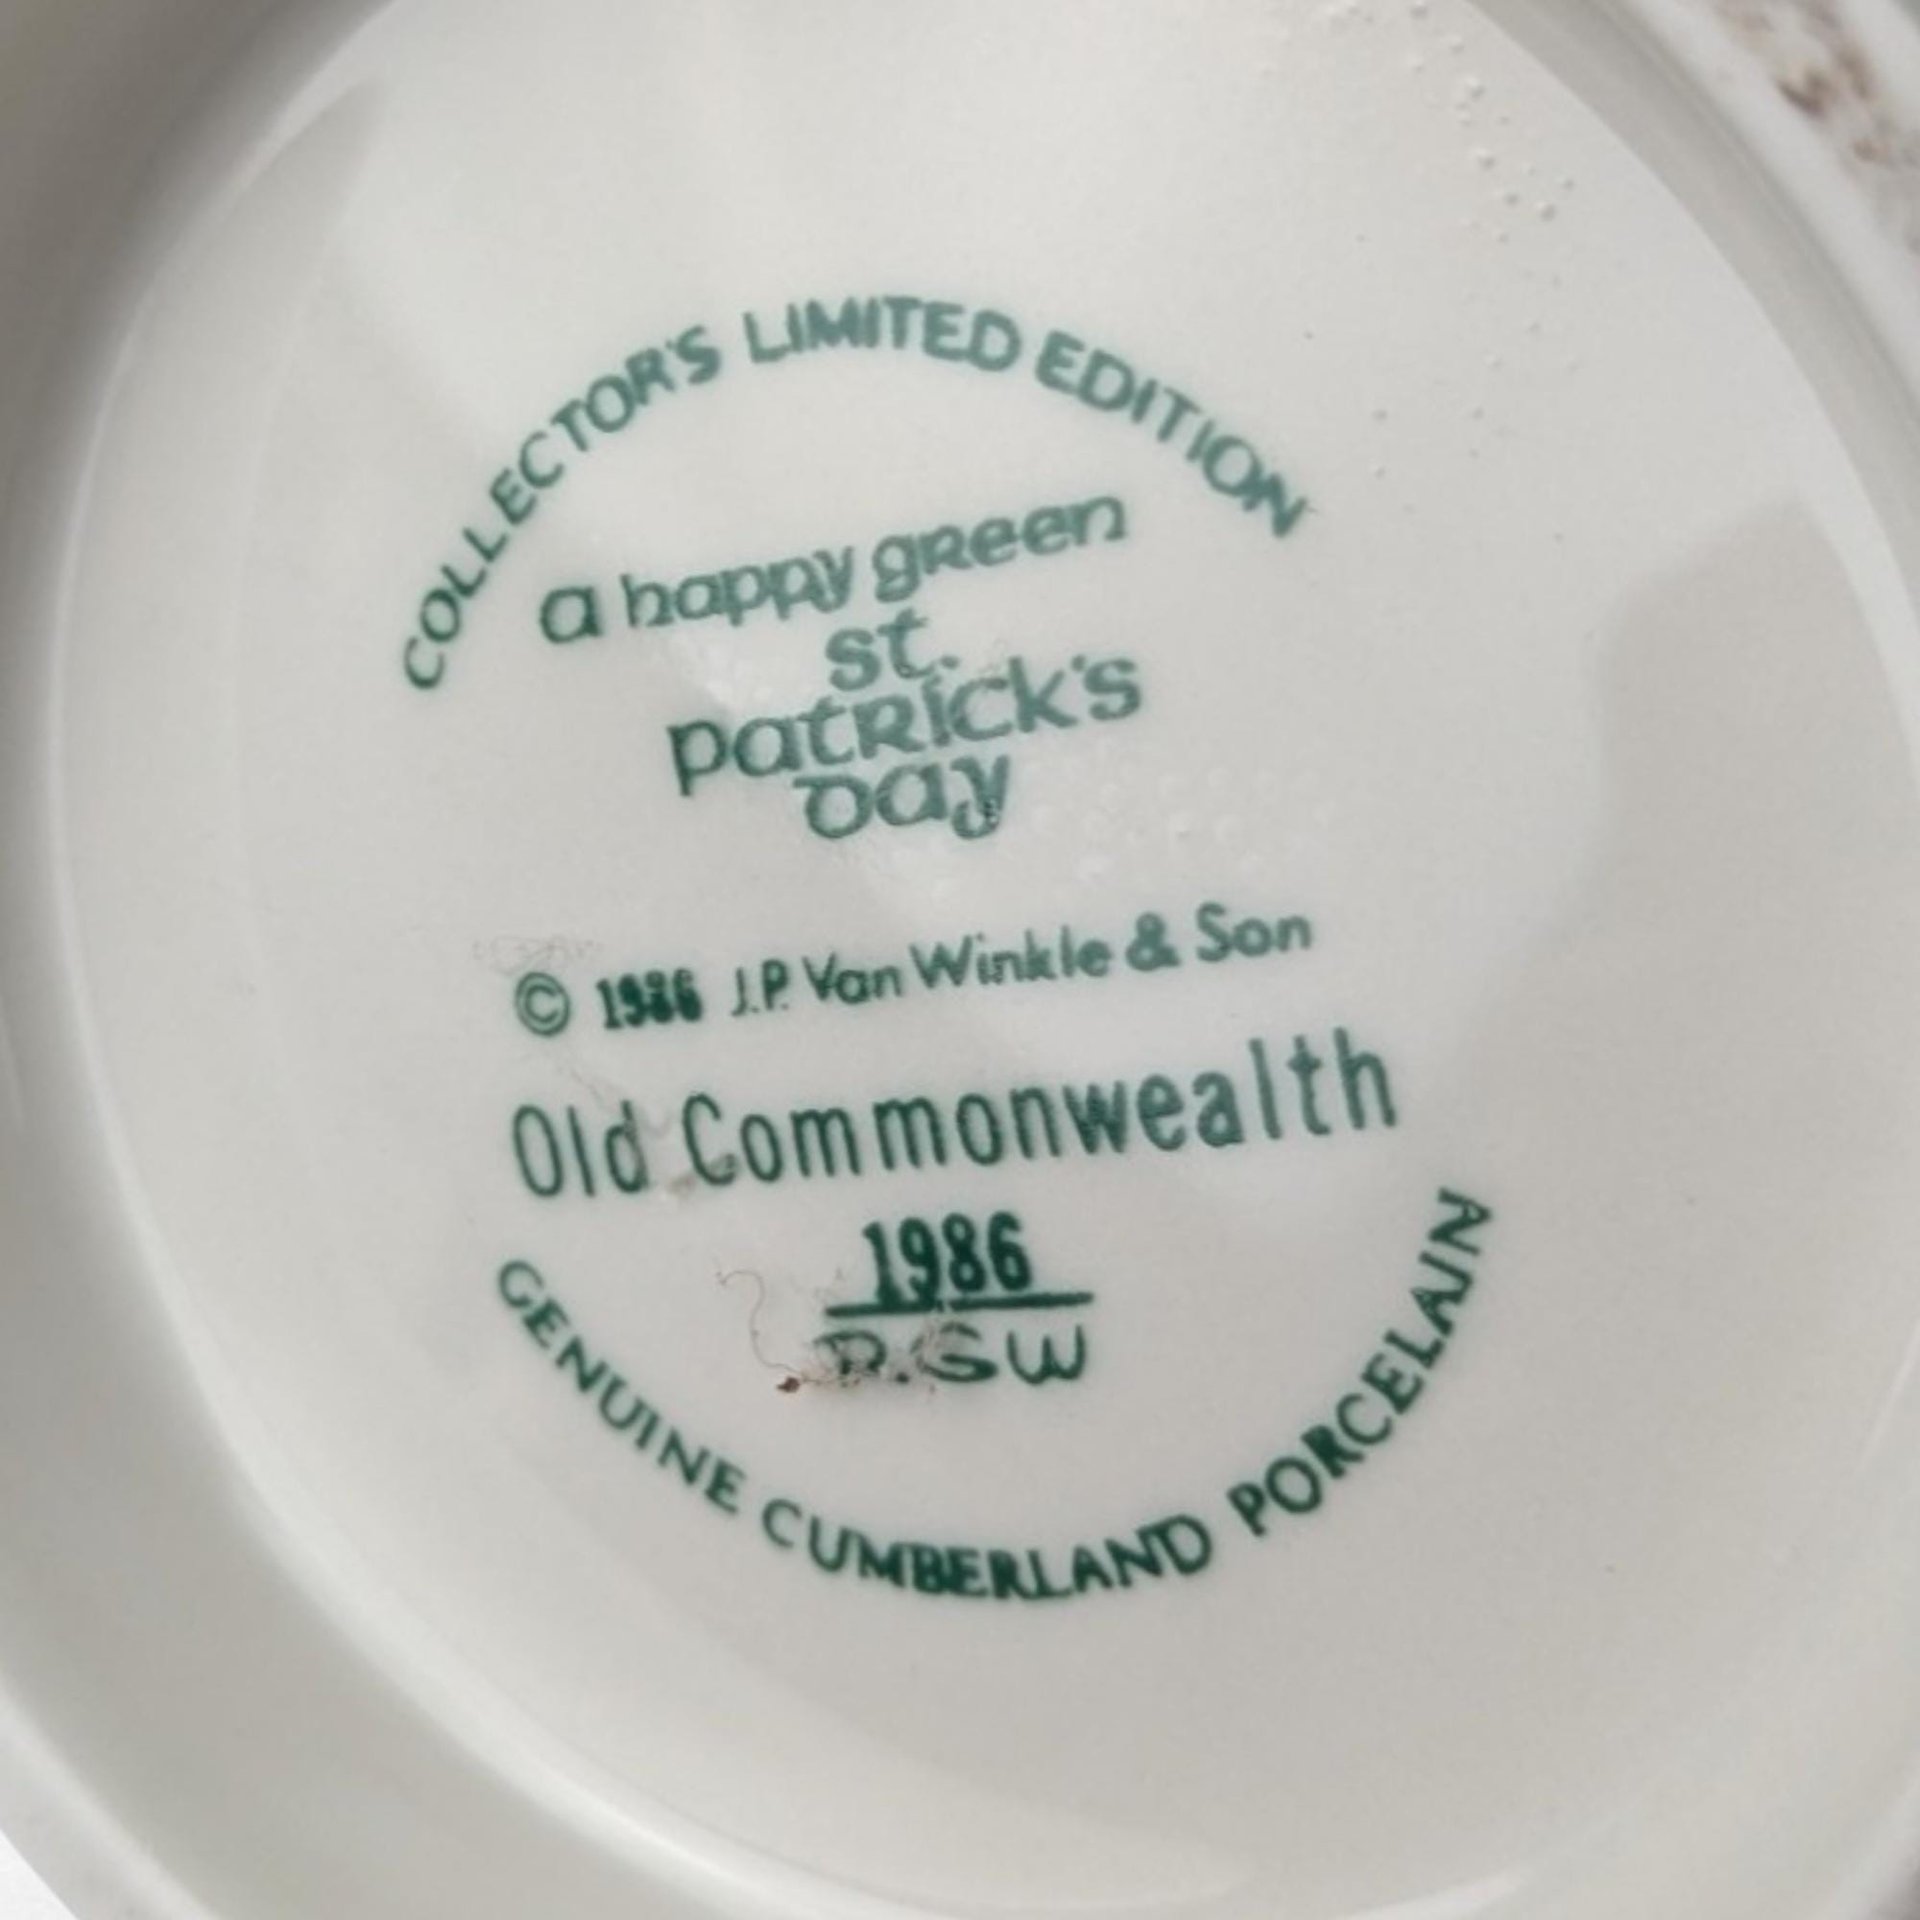 COLLECTOR'S LIMITED EDITION
a happy green
st.
patrick's
day
© 1986 J.P. Van Winkle & Son
Old Commonwealth
1986
GENUINE CUMBERLAND PORCELAIN